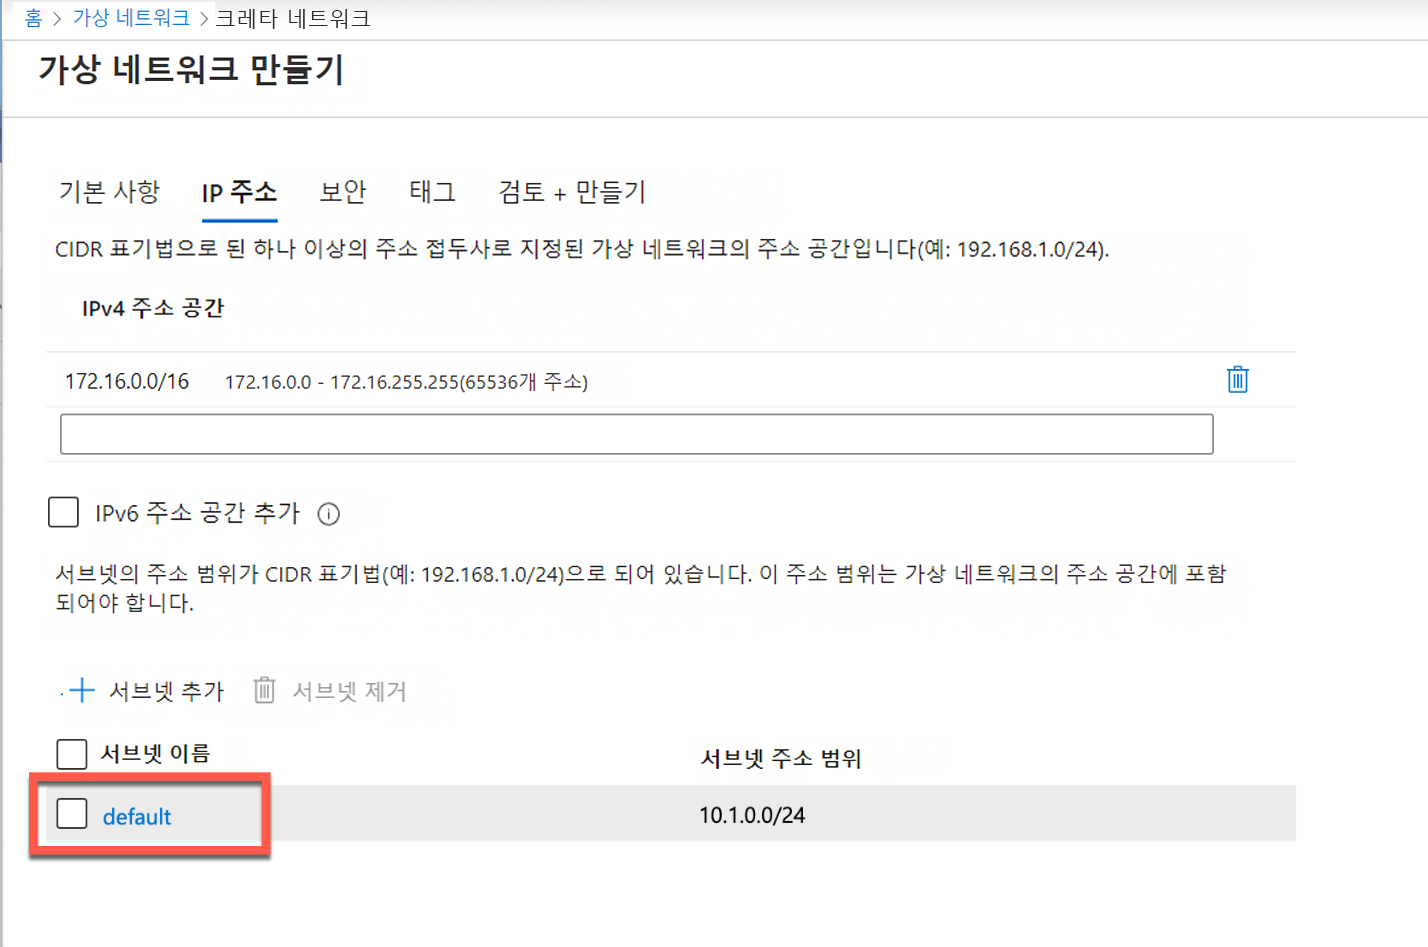 홈 > 가상 네트워크 > 크레타 네트워크
가상 네트워크 만들기
기본 사항 IP 주소 보안 태그 검토 + 만들기
CIDR 표기법으로 된 하나 이상의 주소 접두사로 지정된 가상 네트워크의 주소 공간입니다(예: 192.168.1.0/24).
IPv4 주소 공간
172.16.0.0/16 172.16.0.0 - 172.16.255.255(65536개 주소)
IPv6 주소 공간 추가
서브넷의 주소 범위가 CIDR 표기법(예: 192.168.1.0/24)으로 되어 있습니다. 이 주소 범위는 가상 네트워크의 주소 공간에 포함
되어야 합니다.
서브넷 추가 서브넷 제거
서브넷 이름 서브넷 주소 범위
default 10.1.0.0/24